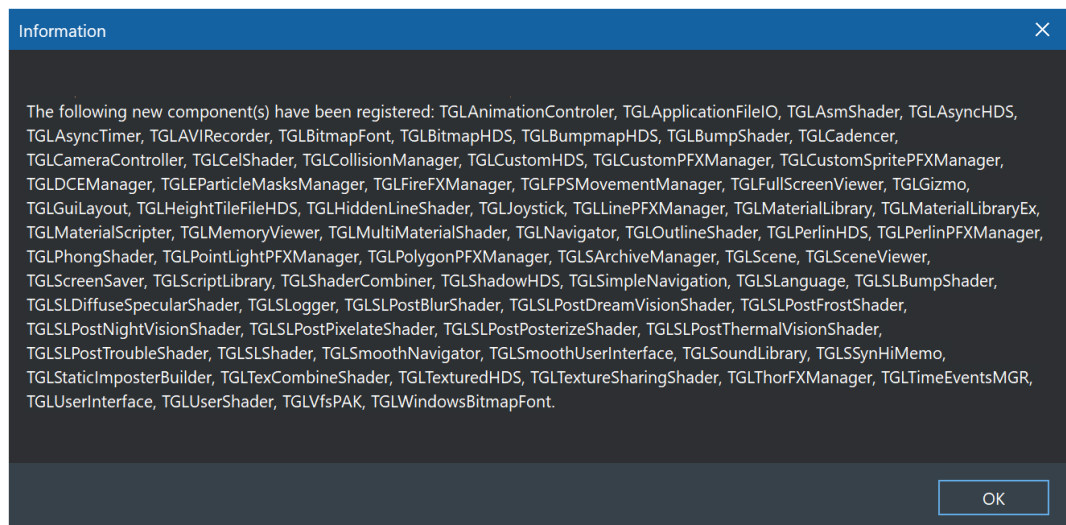 Information
The following new component(s) have been registered: TGLAnimationControler, TGLApplicationFileIO, TGLAsmShader, TGLAsyncHDS,
TGLAsyncTimer, TGLAVIRecorder, TGLBitmapFont, TGLBitmapHDS, TGLBumpmapHDS, TGLBumpShader, TGLCadencer,
TGLCameraController, TGLCelShader, TGLCollisionManager, TGLCustomHDS, TGLCustomPFXManager, TGLCustomSpritePFXManager,
TGLDCEManager, TGLEParticleMasksManager, TGLFireFXManager, TGLFPSMovementManager, TGLFullScreenViewer, TGLGizmo,
TGLGuiLayout, TGLHeightTileFileHDS, TGLHiddenLineShader, TGLJoystick, TGLLinePFXManager, TGLMaterialLibrary, TGLMaterialLibraryEx,
TGLMaterialScripter, TGLMemoryViewer, TGLMultiMaterialShader, TGLNavigator, TGLOutlineShader, TGLPerlinHDS, TGLPerlinPFXManager,
TGLPhongShader, TGLPointLightPFXManager, TGLPolygonPFXManager, TGLSArchiveManager, TGLScene, TGLSceneViewer,
TGLScreenSaver, TGLScriptLibrary, TGLShaderCombiner, TGLShadowHDS, TGLSimpleNavigation, TGLSLanguage, TGLSLBumpShader,
TGLSLDiffuseSpecularShader, TGLSLogger, TGLSLPostBlurShader, TGLSLPostDreamVisionShader, TGLSLPostFrostShader,
TGLSLPostNightVisionShader, TGLSLPostPixelateShader, TGLSLPostPosterizeShader, TGLSLPostThermalVisionShader,
TGLSLPostTroubleShader, TGLSLShader, TGLSmoothNavigator, TGLSmoothUserInterface, TGLSoundLibrary, TGLSSynHiMemo,
TGLStaticImposterBuilder, TGLTexCombineShader, TGLTexturedHDS, TGLTextureSharingShader, TGLThorFXManager, TGLTimeEventsMGR,
TGLUserInterface, TGLUserShader, TGLVfsPAK, TGLWindowsBitmapFont.
OK